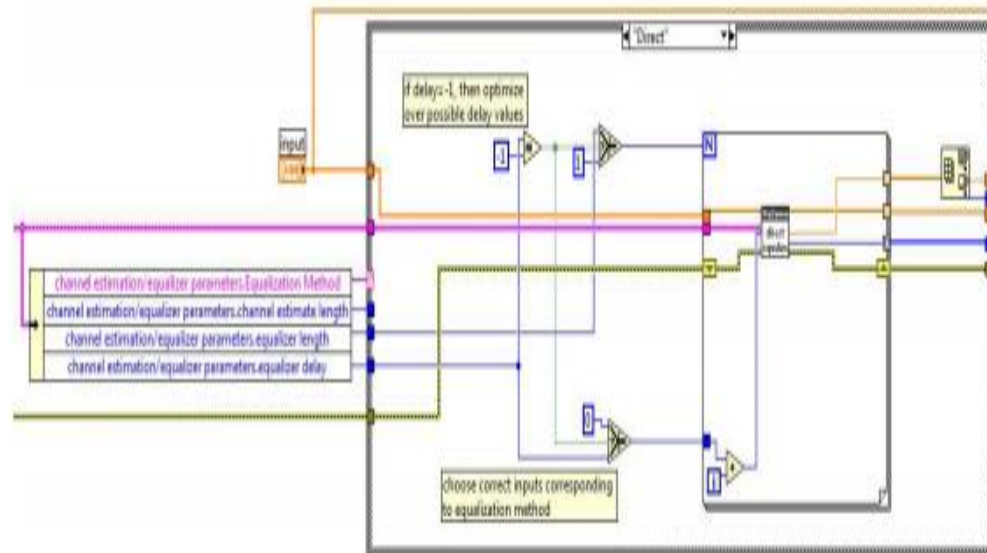 "Direct"
if delay=-1, then optimize
over possible delay values
input
-1
1
N
direct
channel estimation/equalizer parameters.Equalization Method
channel estimation/equalizer parameters.channel estimate length
channel estimation/equalizer parameters.equalizer length
channel estimation/equalizer parameters.equalizer delay
0
i
choose correct inputs corresponding
to equalization method